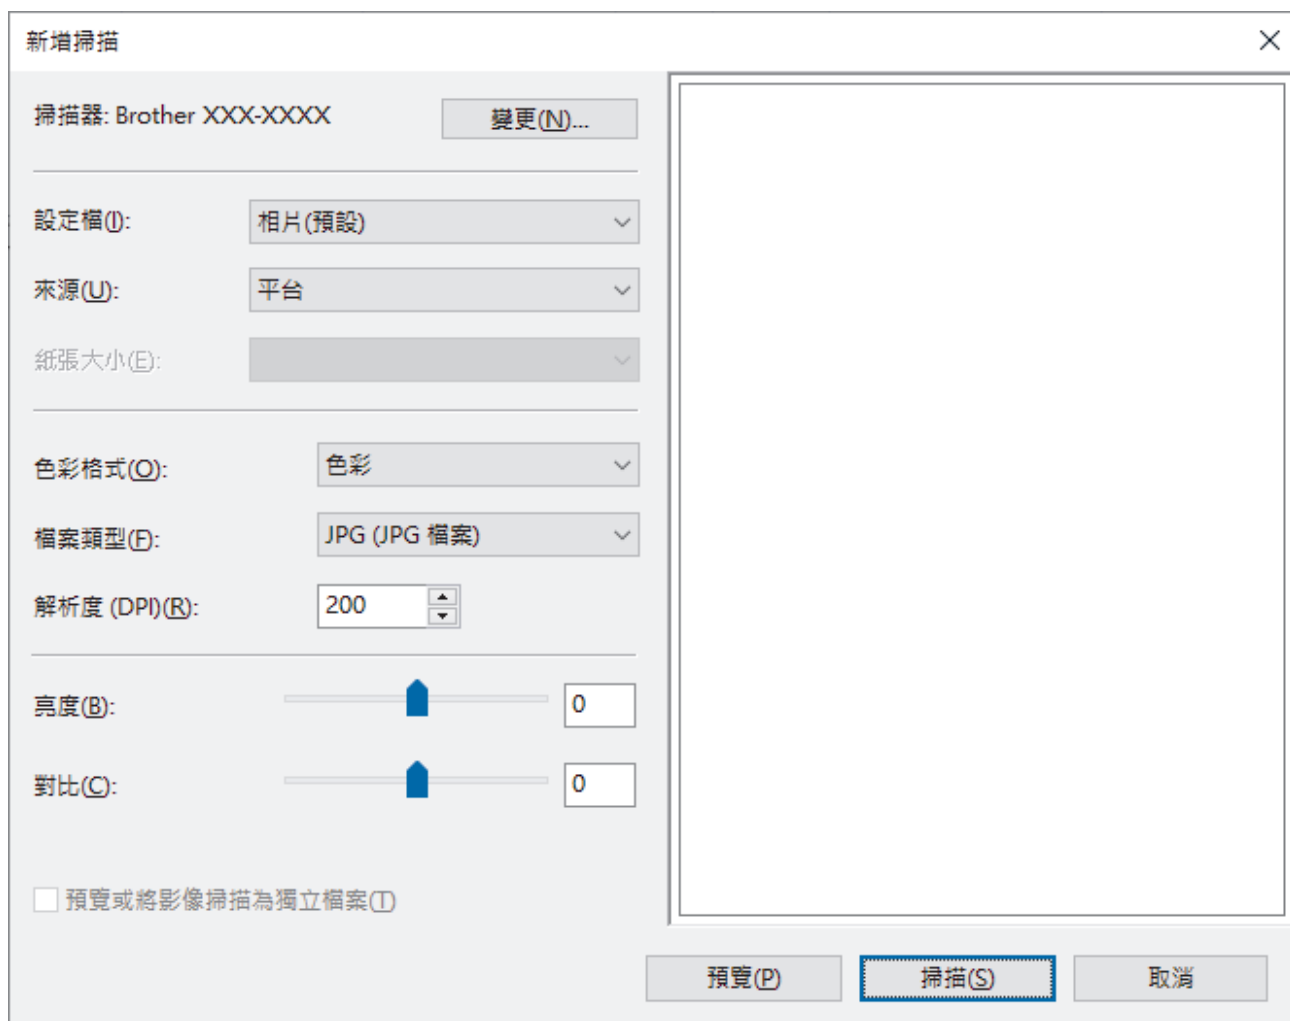 新增掃描
掃描器: Brother XXX-XXXX
變更(N)...
設定檔(I):
相片(預設)
來源(U):
平台
紙張大小(E):
色彩格式(O):
色彩
檔案類型(F):
JPG (JPG 檔案)
解析度 (DPI)(R):
200
亮度(B):
0
對比(C):
0
預覽或將影像掃描為獨立檔案(T)
預覽(P)
掃描(S)
取消